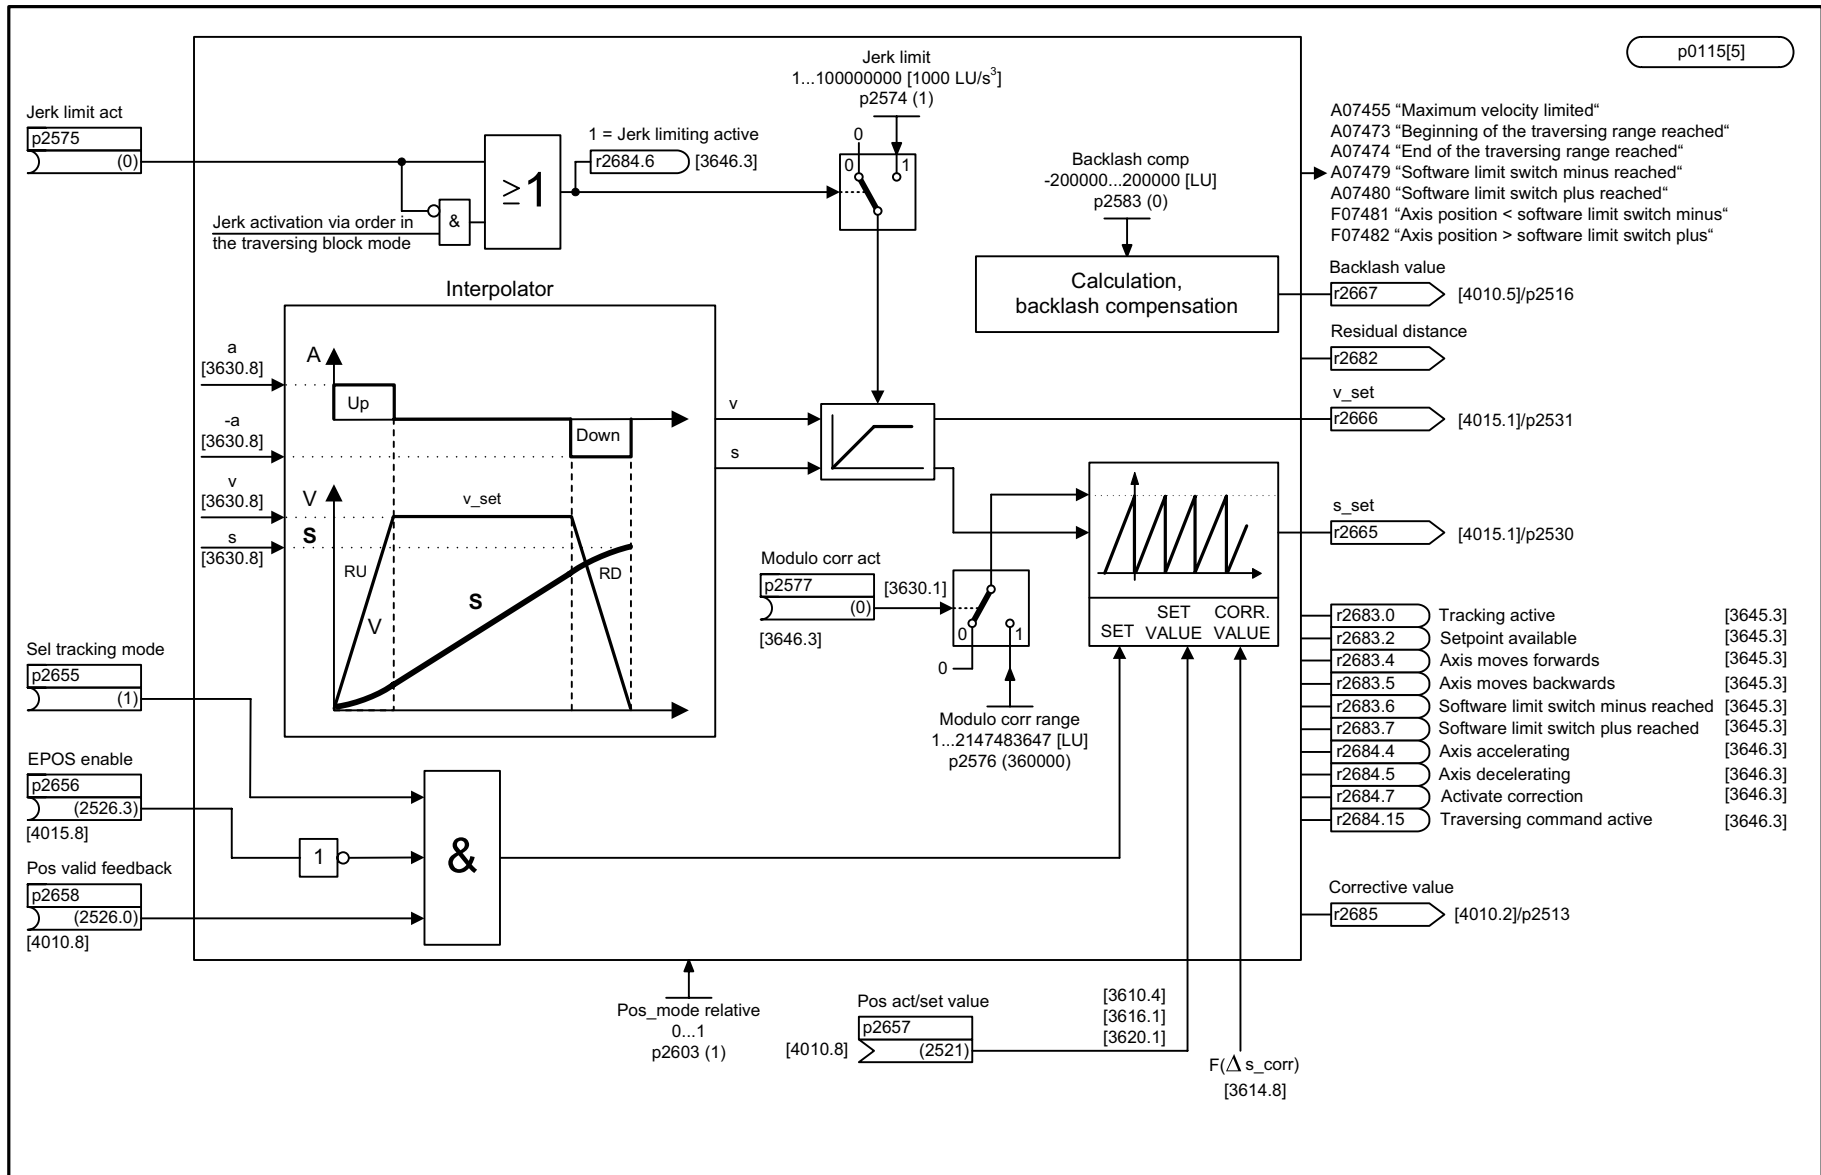 p0115[5]
Jerk limit
1...100000000 [1000 LU/s³]
p2574 (1)
0
0
1
Jerk limit act
p2575
(0)
≥1
1 = Jerk limiting active
r2684.6
[3646.3]
&
Jerk activation via order in
the traversing block mode
Backlash comp
-200000...200000 [LU]
p2583 (0)
Calculation,
backlash compensation
A07455 “Maximum velocity limited“
A07473 “Beginning of the traversing range reached“
A07474 “End of the traversing range reached“
A07479 “Software limit switch minus reached“
A07480 “Software limit switch plus reached“
F07481 “Axis position < software limit switch minus“
F07482 “Axis position > software limit switch plus“
Backlash value
r2667
[4010.5]/p2516
Residual distance
r2682
v_set
r2666
[4015.1]/p2531
s_set
r2665
[4015.1]/p2530
Interpolator
a
[3630.8]
-a
[3630.8]
v
[3630.8]
s
[3630.8]
A
Up
Down
V
S
v_set
RU
V
S
RD
v
s
Modulo corr act
p2577
(0)
[3630.1]
[3646.3]
0
1
0
Modulo corr range
1...2147483647 [LU]
p2576 (360000)
SET
SET
VALUE
CORR.
VALUE
r2683.0 Tracking active [3645.3]
r2683.2 Setpoint available [3645.3]
r2683.4 Axis moves forwards [3645.3]
r2683.5 Axis moves backwards [3645.3]
r2683.6 Software limit switch minus reached [3645.3]
r2683.7 Software limit switch plus reached [3645.3]
r2684.4 Axis accelerating [3646.3]
r2684.5 Axis decelerating [3646.3]
r2684.7 Activate correction [3646.3]
r2684.15 Traversing command active [3646.3]
Sel tracking mode
p2655
(1)
EPOS enable
p2656
(2526.3)
[4015.8]
1
&
Pos valid feedback
p2658
(2526.0)
[4010.8]
Corrective value
r2685
[4010.2]/p2513
Pos_mode relative
0...1
p2603 (1)
Pos act/set value
p2657
(2521)
[4010.8]
[3610.4]
[3616.1]
[3620.1]
F(Δ s_corr)
[3614.8]